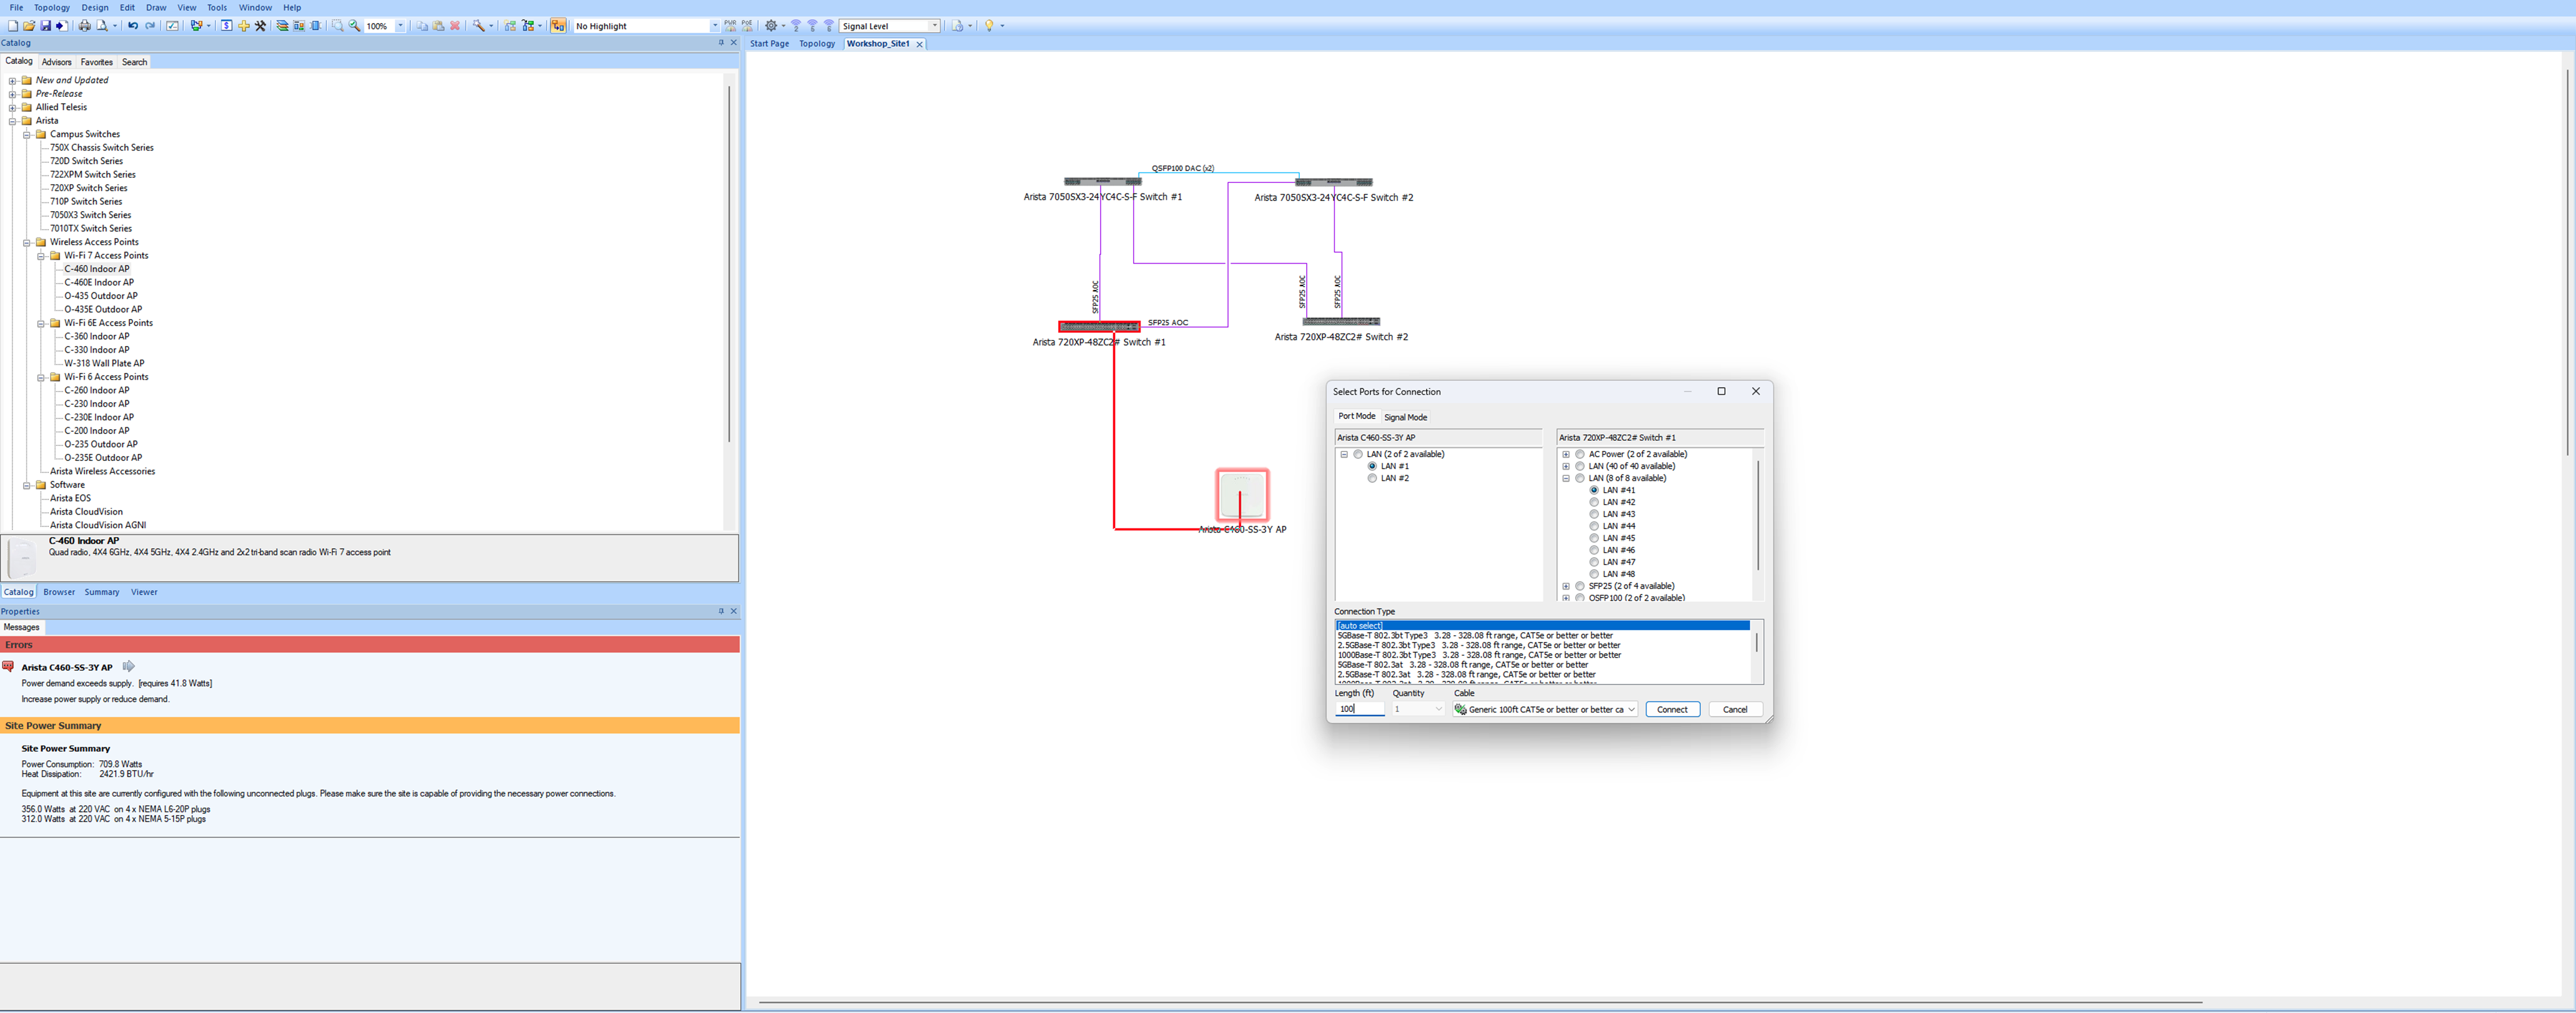 File Topology Design Edit Draw View Tools Window Help
100% No Highlight PWR PoE Signal Level
Catalog
Catalog Advisors Favorites Search
New and Updated
Pre-Release
Allied Telesis
Arista
Campus Switches
750X Chassis Switch Series
720D Switch Series
722XPM Switch Series
720XP Switch Series
710P Switch Series
7050X3 Switch Series
7010TX Switch Series
Wireless Access Points
Wi-Fi 7 Access Points
C-460 Indoor AP
C-460E Indoor AP
O-435 Outdoor AP
O-435E Outdoor AP
Wi-Fi 6E Access Points
C-360 Indoor AP
C-330 Indoor AP
W-318 Wall Plate AP
Wi-Fi 6 Access Points
C-260 Indoor AP
C-230 Indoor AP
C-230E Indoor AP
C-200 Indoor AP
O-235 Outdoor AP
O-235E Outdoor AP
Arista Wireless Accessories
Software
Arista EOS
Arista CloudVision
Arista CloudVision AGNI
C-460 Indoor AP
Quad radio, 4X4 6GHz, 4X4 5GHz, 4X4 2.4GHz and 2x2 tri-band scan radio Wi-Fi 7 access point
Catalog Browser Summary Viewer
Properties
Messages
Errors
Arista C460-SS-3Y AP
Power demand exceeds supply. [requires 41.8 Watts]
Increase power supply or reduce demand.
Site Power Summary
Site Power Summary
Power Consumption: 709.8 Watts
Heat Dissipation: 2421.9 BTU/hr
Equipment at this site are currently configured with the following unconnected plugs. Please make sure the site is capable of providing the necessary power connections.
356.0 Watts at 220 VAC on 4 x NEMA L6-20P plugs
312.0 Watts at 220 VAC on 4 x NEMA 5-15P plugs
Start Page Topology Workshop_Site1
QSFP100 DAC (x2)
Arista 7050SX3-24YC4C-S-F Switch #1
Arista 7050SX3-24YC4C-S-F Switch #2
SFP25 AOC
SFP25 AOC
SFP25 AOC
SFP25 AOC
Arista 720XP-48ZC2# Switch #1
Arista 720XP-48ZC2# Switch #2
Arista C460-SS-3Y AP
Select Ports for Connection
Port Mode Signal Mode
Arista C460-SS-3Y AP
LAN (2 of 2 available)
LAN #1
LAN #2
Arista 720XP-48ZC2# Switch #1
AC Power (2 of 2 available)
LAN (40 of 40 available)
LAN (8 of 8 available)
LAN #41
LAN #42
LAN #43
LAN #44
LAN #45
LAN #46
LAN #47
LAN #48
SFP25 (2 of 4 available)
QSFP100 (2 of 2 available)
Connection Type
[auto select]
5GBase-T 802.3bt Type3 3.28 - 328.08 ft range, CAT5e or better or better
2.5GBase-T 802.3bt Type3 3.28 - 328.08 ft range, CAT5e or better or better
1000Base-T 802.3bt Type3 3.28 - 328.08 ft range, CAT5e or better or better
5GBase-T 802.3at 3.28 - 328.08 ft range, CAT5e or better or better
2.5GBase-T 802.3at 3.28 - 328.08 ft range, CAT5e or better or better
Length (ft) Quantity Cable
100 1 Generic 100ft CAT5e or better or better ca Connect Cancel